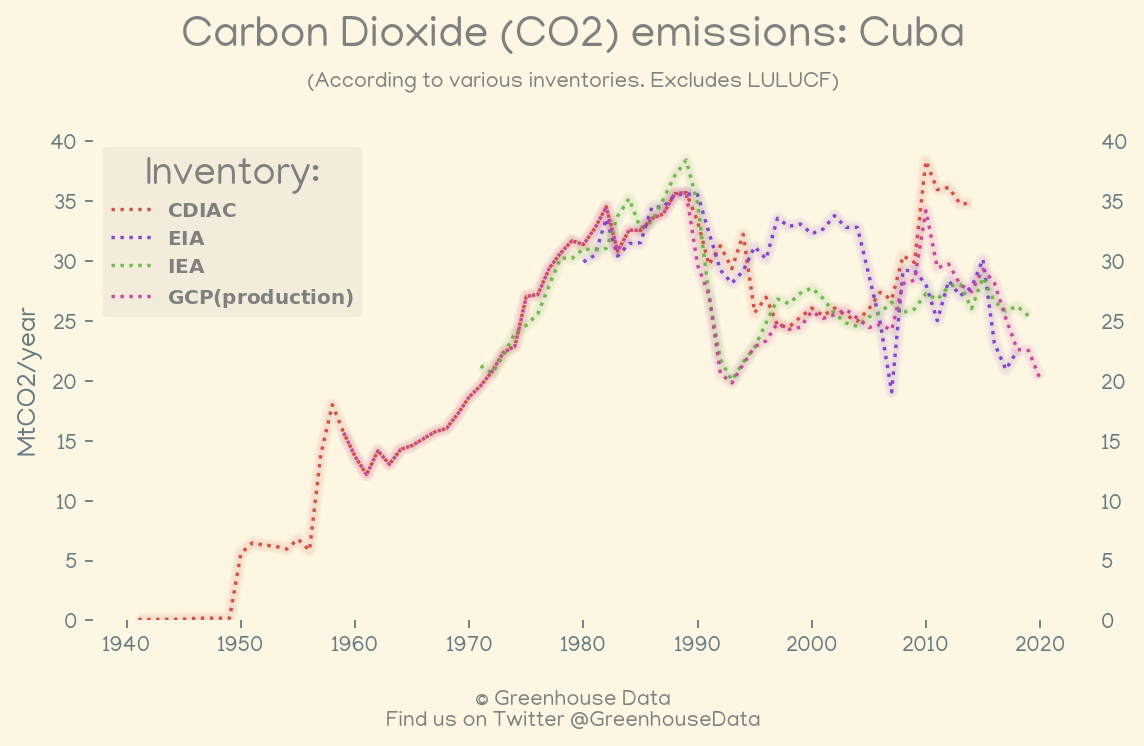 Carbon Dioxide (CO2) emissions: Cuba
(According to various inventories. Excludes LULUCF)
MtCO2/year
40
35
30
25
20
15
10
5
0
Inventory:
CDIAC
EIA
IEA
GCP(production)
40
35
30
25
20
15
10
5
0
1940 1950 1960 1970 1980 1990 2000 2010 2020
© Greenhouse Data
Find us on Twitter @GreenhouseData